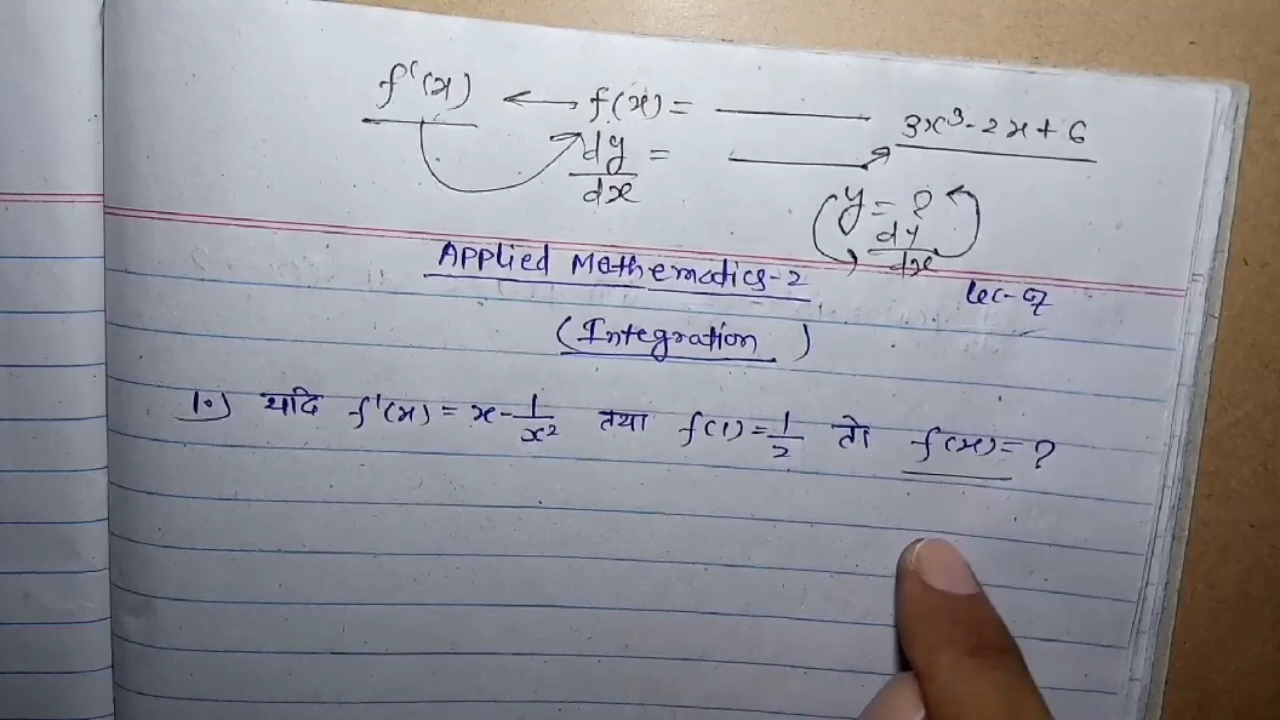 f'(x) ← f(x) = 3x³-2x+6
dy/dx =
y = ?
dy/dx
Applied Mathematics-2
Lec-07
(Integration)
1.) यदि f'(x) = x - 1/x² तथा f(1) = 1/2 तो f(x) = ?